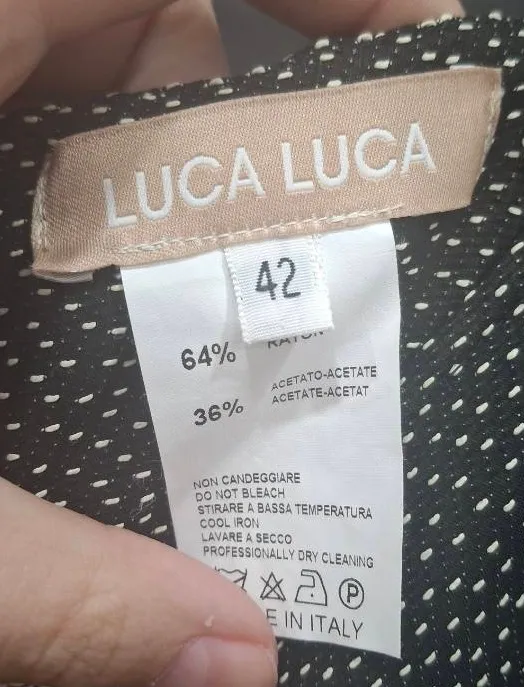 LUCA LUCA
42
64%
RAYON
ACETATO-ACETATE
36% ACETATE-ACETAT
NON CANDEGGIARE
DO NOT BLEACH
STIRARE A BASSA TEMPERATURA
COOL IRON
LAVARE A SECCO
PROFESSIONALLY DRY CLEANING
P
E IN ITALY